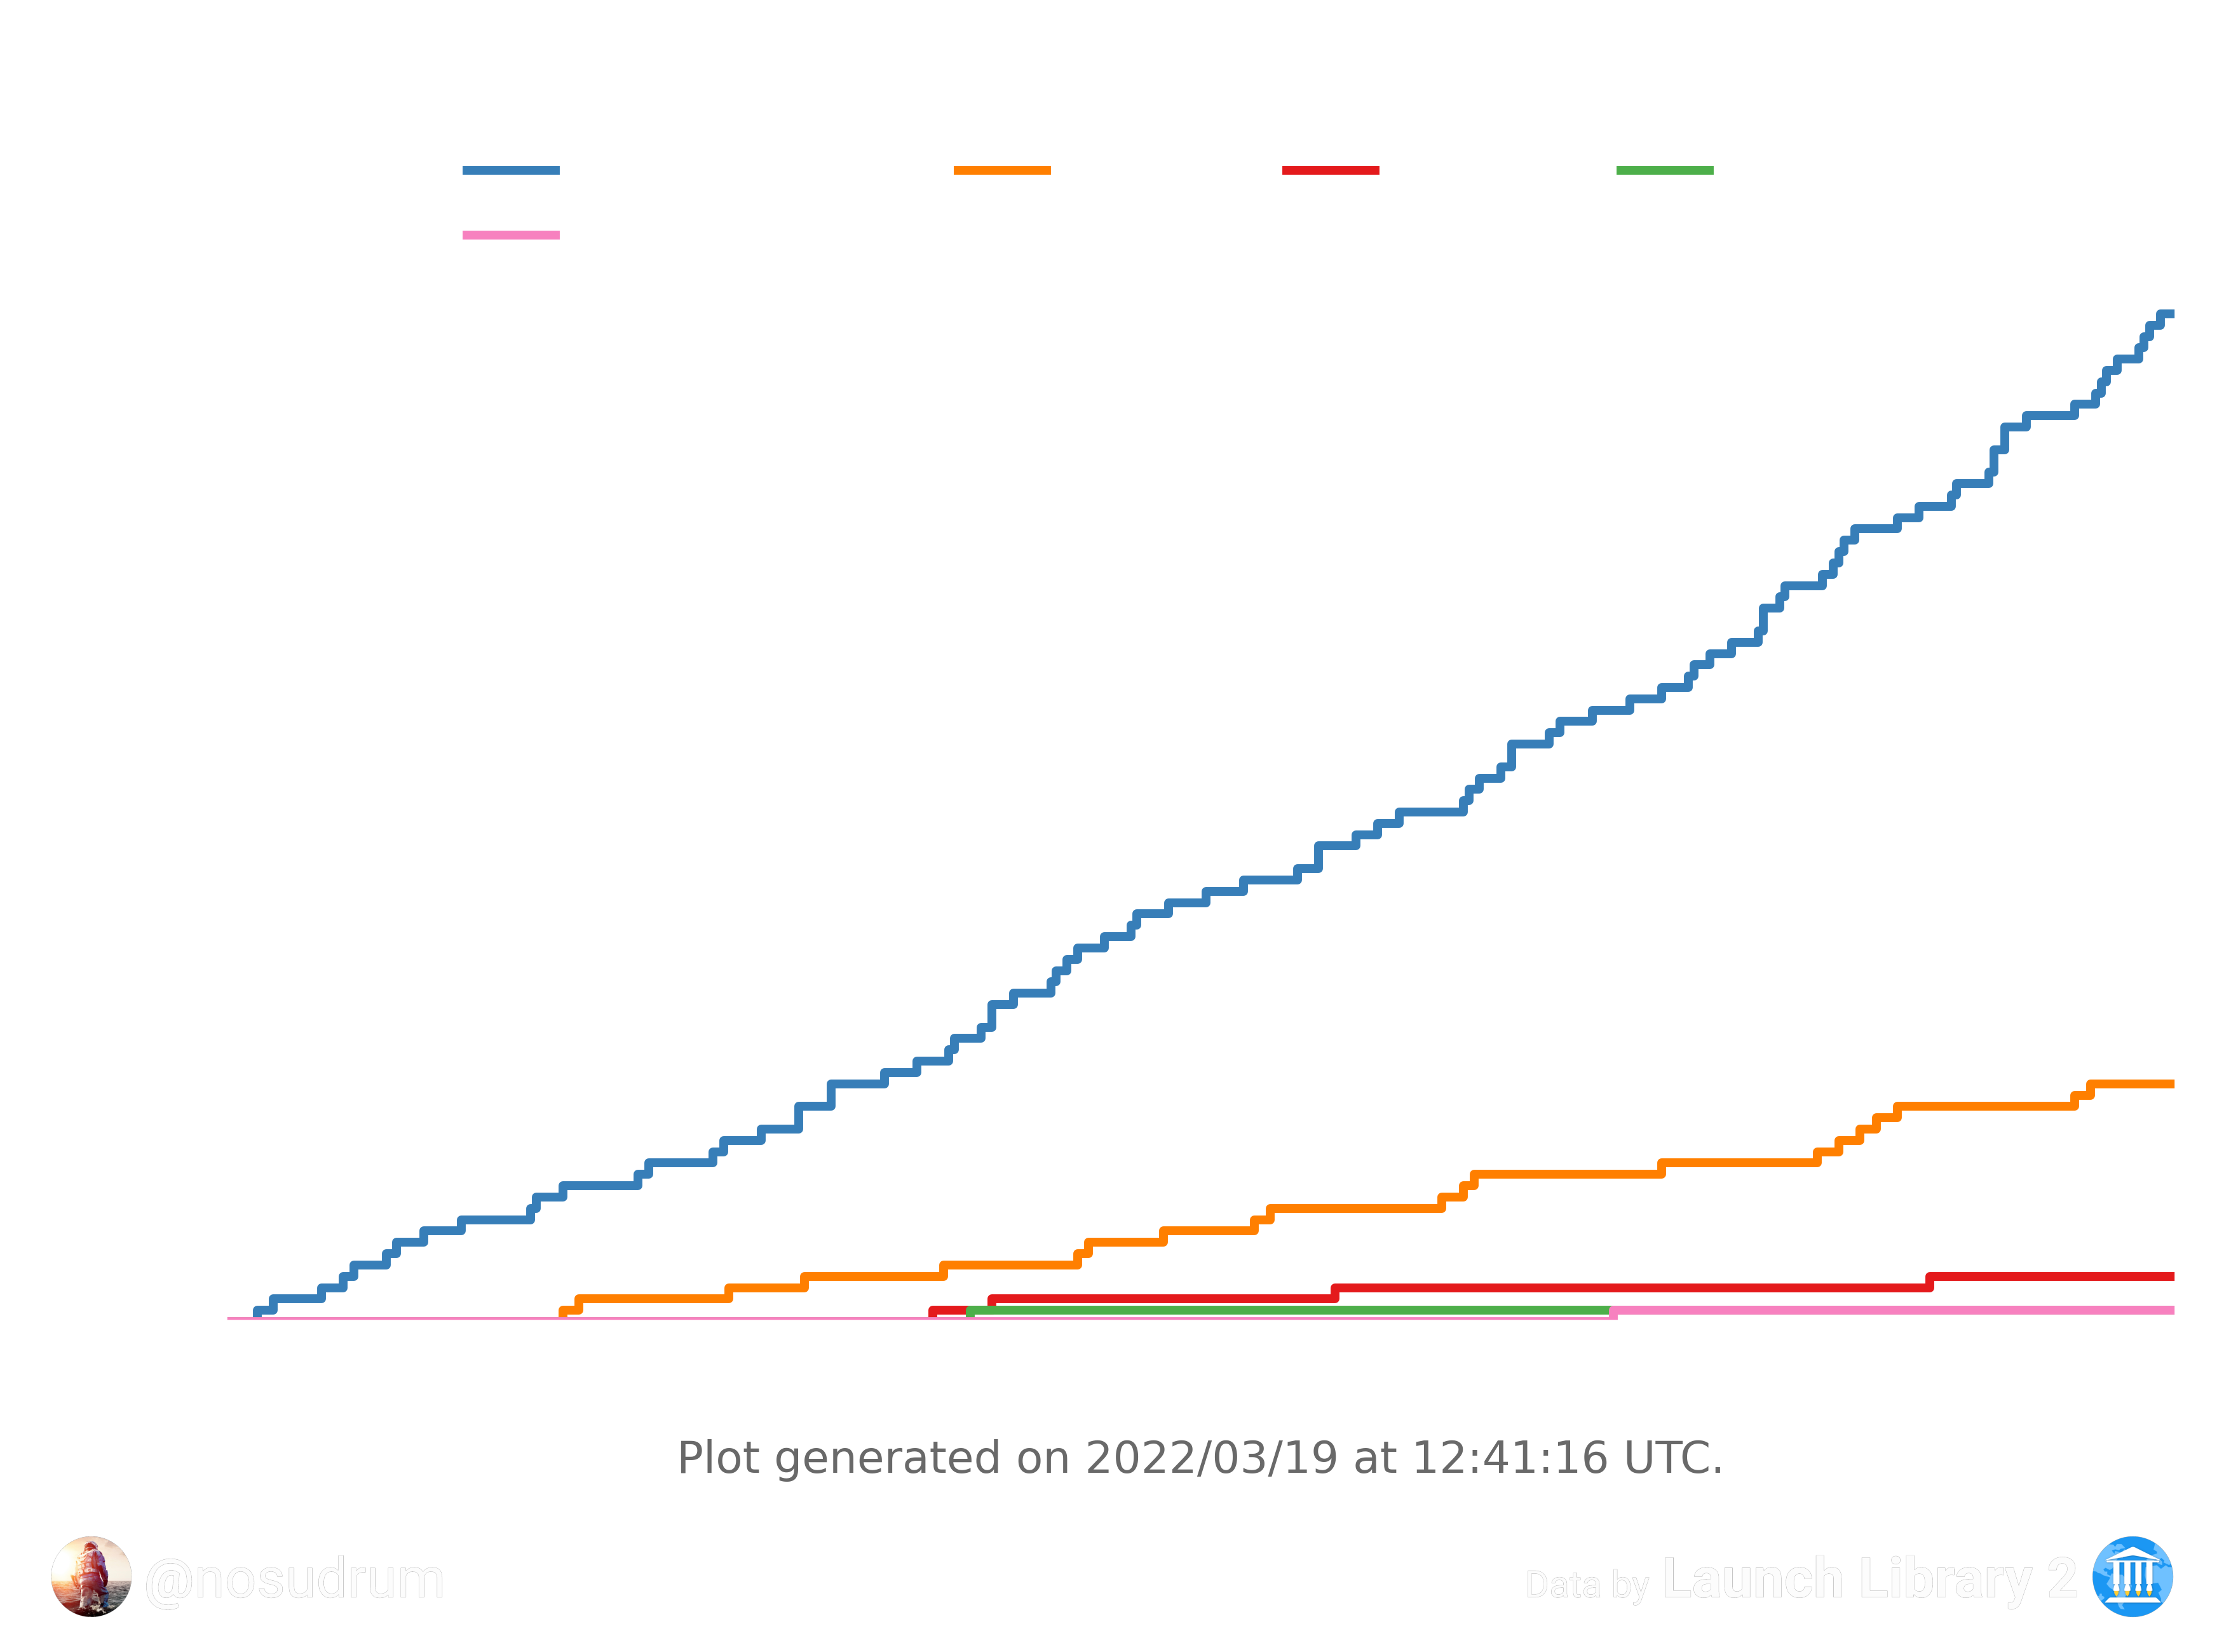 Plot generated on 2022/03/19 at 12:41:16 UTC.
@nosudrum
Data by Launch Library 2